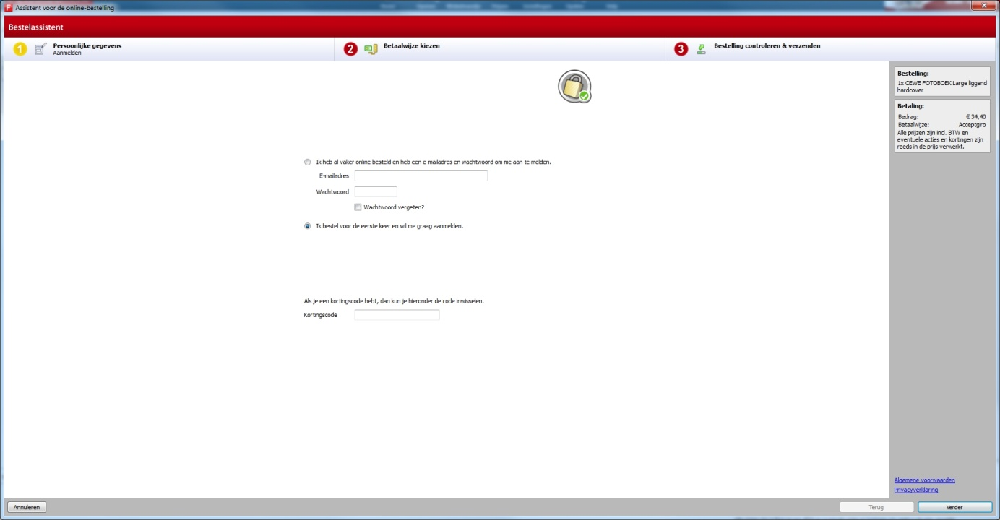 Assistent voor de online-bestelling
Bestelassistent
1 Persoonlijke gegevens
Aanmelden
2 Betaalwijze kiezen
3 Bestelling controleren & verzenden
Bestelling:
1x CEWE FOTOBOEK Large liggend
hardcover
Betaling:
Bedrag: € 34,40
Betaalwijze: Acceptgiro
Alle prijzen zijn incl. BTW en
eventuele acties en kortingen zijn
reeds in de prijs verwerkt.
Ik heb al vaker online besteld en heb een e-mailadres en wachtwoord om me aan te melden.
E-mailadres
Wachtwoord
Wachtwoord vergeten?
Ik bestel voor de eerste keer en wil me graag aanmelden.
Als je een kortingscode hebt, dan kun je hieronder de code inwisselen.
Kortingscode
Algemene voorwaarden
Privacyverklaring
Annuleren
Terug
Verder